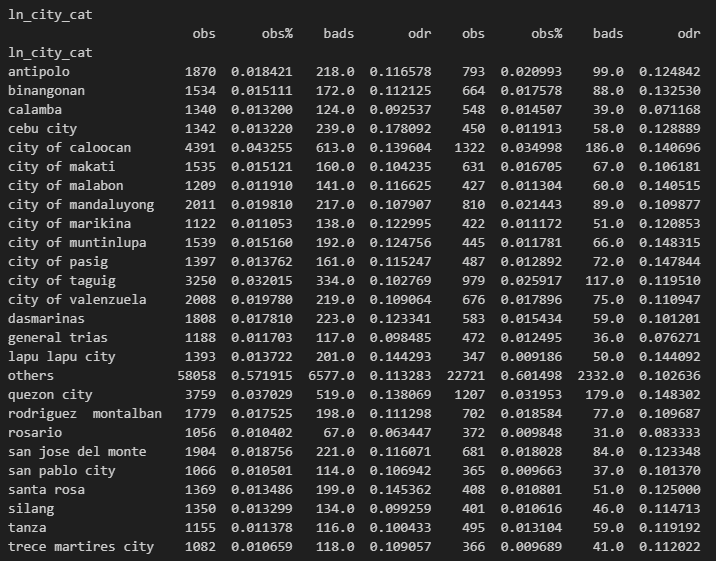 ln_city_cat
obs obs% bads odr obs obs% bads odr
ln_city_cat
antipolo 1870 0.018421 218.0 0.116578 793 0.020993 99.0 0.124842
binangonan 1534 0.015111 172.0 0.112125 664 0.017578 88.0 0.132530
calamba 1340 0.013200 124.0 0.092537 548 0.014507 39.0 0.071168
cebu city 1342 0.013220 239.0 0.178092 450 0.011913 58.0 0.128889
city of caloocan 4391 0.043255 613.0 0.139604 1322 0.034998 186.0 0.140696
city of makati 1535 0.015121 160.0 0.104235 631 0.016705 67.0 0.106181
city of malabon 1209 0.011910 141.0 0.116625 427 0.011304 60.0 0.140515
city of mandaluyong 2011 0.019810 217.0 0.107907 810 0.021443 89.0 0.109877
city of marikina 1122 0.011053 138.0 0.122995 422 0.011172 51.0 0.120853
city of muntinlupa 1539 0.015160 192.0 0.124756 445 0.011781 66.0 0.148315
city of pasig 1397 0.013762 161.0 0.115247 487 0.012892 72.0 0.147844
city of taguig 3250 0.032015 334.0 0.102769 979 0.025917 117.0 0.119510
city of valenzuela 2008 0.019780 219.0 0.109064 676 0.017896 75.0 0.110947
dasmarinas 1808 0.017810 223.0 0.123341 583 0.015434 59.0 0.101201
general trias 1188 0.011703 117.0 0.098485 472 0.012495 36.0 0.076271
lapu lapu city 1393 0.013722 201.0 0.144293 347 0.009186 50.0 0.144092
others 58058 0.571915 6577.0 0.113283 22721 0.601498 2332.0 0.102636
quezon city 3759 0.037029 519.0 0.138069 1207 0.031953 179.0 0.148302
rodriguez  montalban 1779 0.017525 198.0 0.111298 702 0.018584 77.0 0.109687
rosario 1056 0.010402 67.0 0.063447 372 0.009848 31.0 0.083333
san jose del monte 1904 0.018756 221.0 0.116071 681 0.018028 84.0 0.123348
san pablo city 1066 0.010501 114.0 0.106942 365 0.009663 37.0 0.101370
santa rosa 1369 0.013486 199.0 0.145362 408 0.010801 51.0 0.125000
silang 1350 0.013299 134.0 0.099259 401 0.010616 46.0 0.114713
tanza 1155 0.011378 116.0 0.100433 495 0.013104 59.0 0.119192
trece martires city 1082 0.010659 118.0 0.109057 366 0.009689 41.0 0.112022